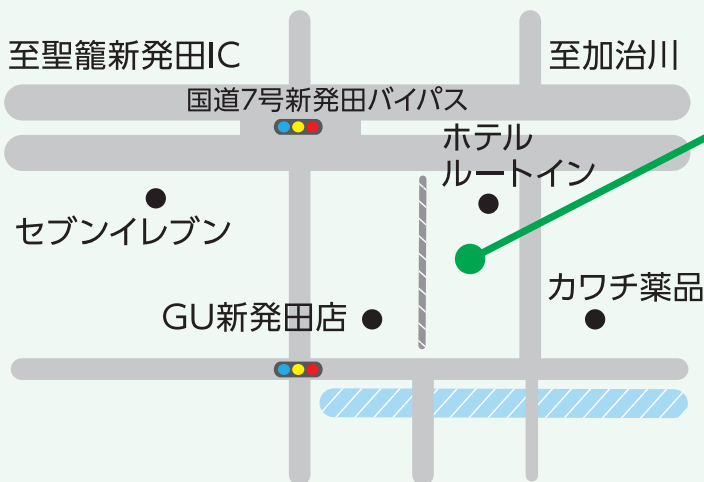 至聖籠新発田IC
至加治川
国道7号新発田バイパス
ホテル
ルートイン
セブンイレブン
カワチ薬品
GU新発田店